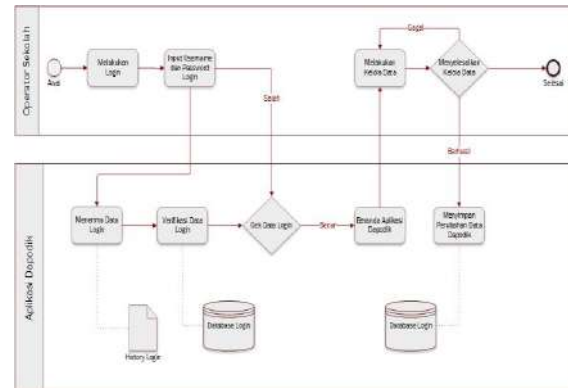 Operator Sekolah
Awal
Melakukan
Login
Input Username
dan Password
Login
Salah
Gagal
Melakukan
Kelola Data
Menyelesaikan
Kelola Data
Selesai
Berhasil
Aplikasi Dapodik
Menerima Data
Login
Verifikasi Data
Login
Cek Data Login
Benar
Beranda Aplikasi
Dapodik
Menyimpan
Perubahan Data
Dapodik
History Login
Database Login
Database Login